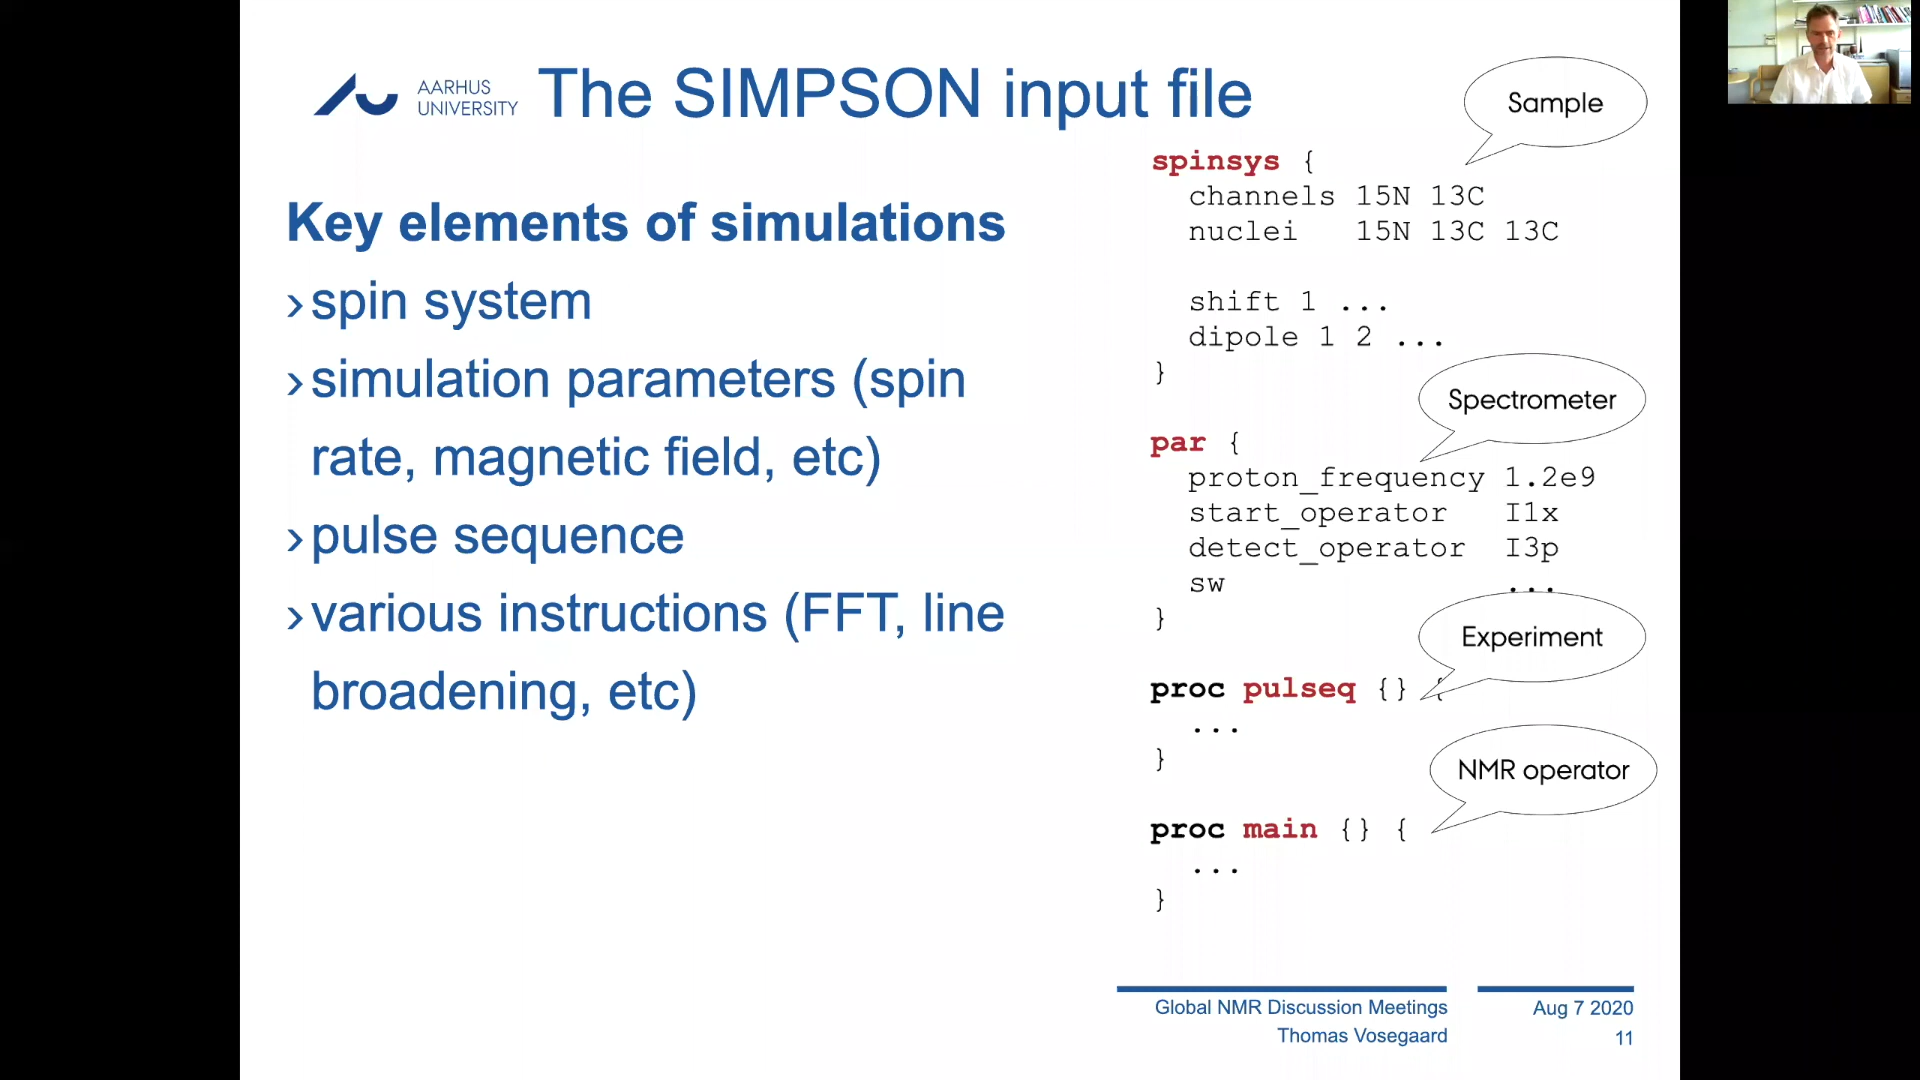 AARHUS
UNIVERSITY
The SIMPSON input file
Key elements of simulations
›spin system
›simulation parameters (spin
rate, magnetic field, etc)
›pulse sequence
›various instructions (FFT, line
broadening, etc)
Sample
spinsys {
channels 15N 13C
nuclei 15N 13C 13C
shift 1 ...
dipole 1 2 ...
}
Spectrometer
par {
proton_frequency 1.2e9
start_operator I1x
detect_operator I3p
sw ...
}
Experiment
proc pulseq {} {
...
}
NMR operator
proc main {} {
...
}
Global NMR Discussion Meetings
Thomas Vosegaard
Aug 7 2020
11